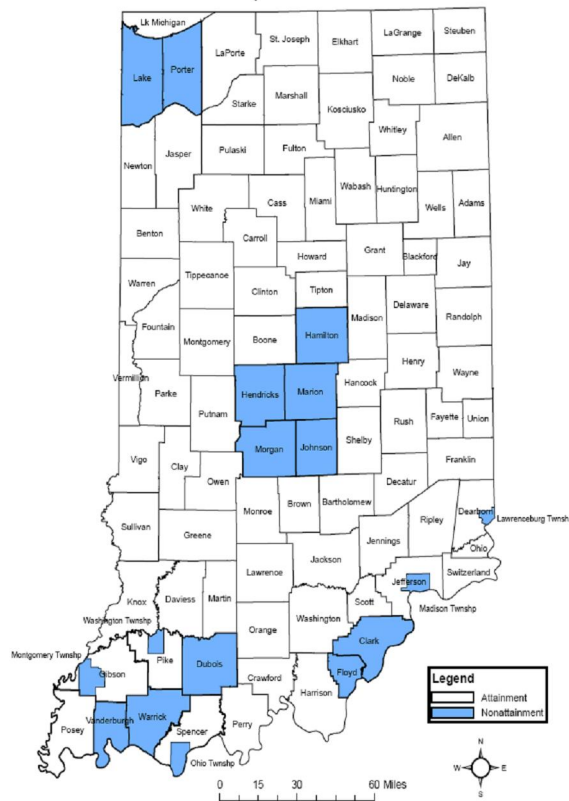 Lk Michigan
LaPorte
St. Joseph
Elkhart
LaGrange
Steuben
Lake
Porter
Noble
DeKalb
Starke
Marshall
Kosciusko
Whitley
Allen
Newton
Jasper
Pulaski
Fulton
Wabash
Huntington
Miami
Cass
White
Wells
Adams
Benton
Carroll
Howard
Grant
Blackford
Jay
Warren
Tippecanoe
Clinton
Tipton
Madison
Delaware
Randolph
Fountain
Montgomery
Boone
Hamilton
Henry
Wayne
Vermillion
Parke
Putnam
Hendricks
Marion
Hancock
Rush
Fayette
Union
Morgan
Johnson
Shelby
Franklin
Vigo
Clay
Owen
Monroe
Brown
Bartholomew
Decatur
Dearborn
Lawrenceburg Twnshp
Ripley
Ohio
Sullivan
Greene
Jackson
Jennings
Switzerland
Lawrence
Jefferson
Madison Twnshp
Scott
Knox
Daviess
Martin
Washington
Orange
Washington Twnshp
Clark
Pike
Dubois
Montgomery Twnshp
Gibson
Floyd
Crawford
Harrison
Posey
Vanderburgh
Warrick
Spencer
Perry
Ohio Twnshp
Legend
Attainment
Nonattainment
N
W E
S
0 15 30 60 Miles